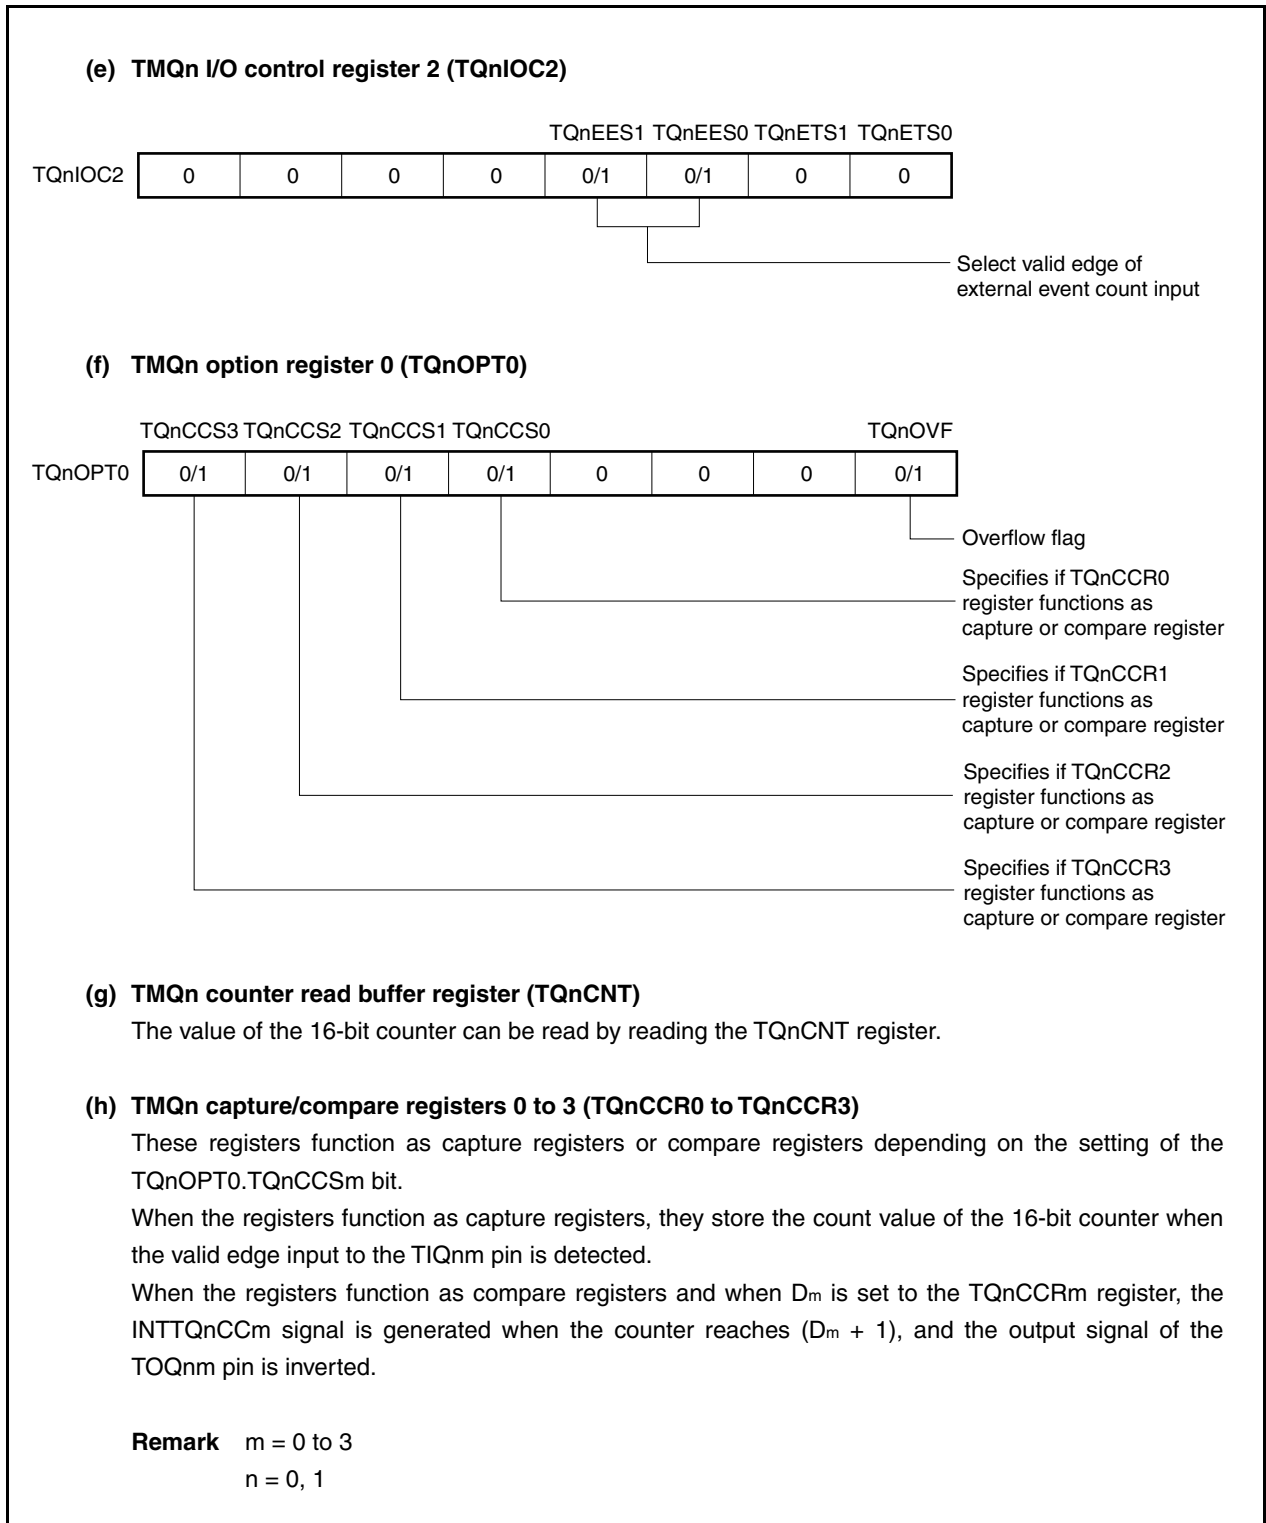 (e) TMQn I/O control register 2 (TQnIOC2)
TQnEES1 TQnEES0 TQnETS1 TQnETS0
TQnIOC2 0 0 0 0 0/1 0/1 0 0
Select valid edge of
external event count input
(f) TMQn option register 0 (TQnOPT0)
TQnCCS3 TQnCCS2 TQnCCS1 TQnCCS0 TQnOVF
TQnOPT0 0/1 0/1 0/1 0/1 0 0 0 0/1
Overflow flag
Specifies if TQnCCR0
register functions as
capture or compare register
Specifies if TQnCCR1
register functions as
capture or compare register
Specifies if TQnCCR2
register functions as
capture or compare register
Specifies if TQnCCR3
register functions as
capture or compare register
(g) TMQn counter read buffer register (TQnCNT)
The value of the 16-bit counter can be read by reading the TQnCNT register.
(h) TMQn capture/compare registers 0 to 3 (TQnCCR0 to TQnCCR3)
These registers function as capture registers or compare registers depending on the setting of the
TQnOPT0.TQnCCSm bit.
When the registers function as capture registers, they store the count value of the 16-bit counter when
the valid edge input to the TIQnm pin is detected.
When the registers function as compare registers and when Dm is set to the TQnCCRm register, the
INTTQnCCm signal is generated when the counter reaches (Dm + 1), and the output signal of the
TOQnm pin is inverted.
Remark m = 0 to 3
n = 0, 1